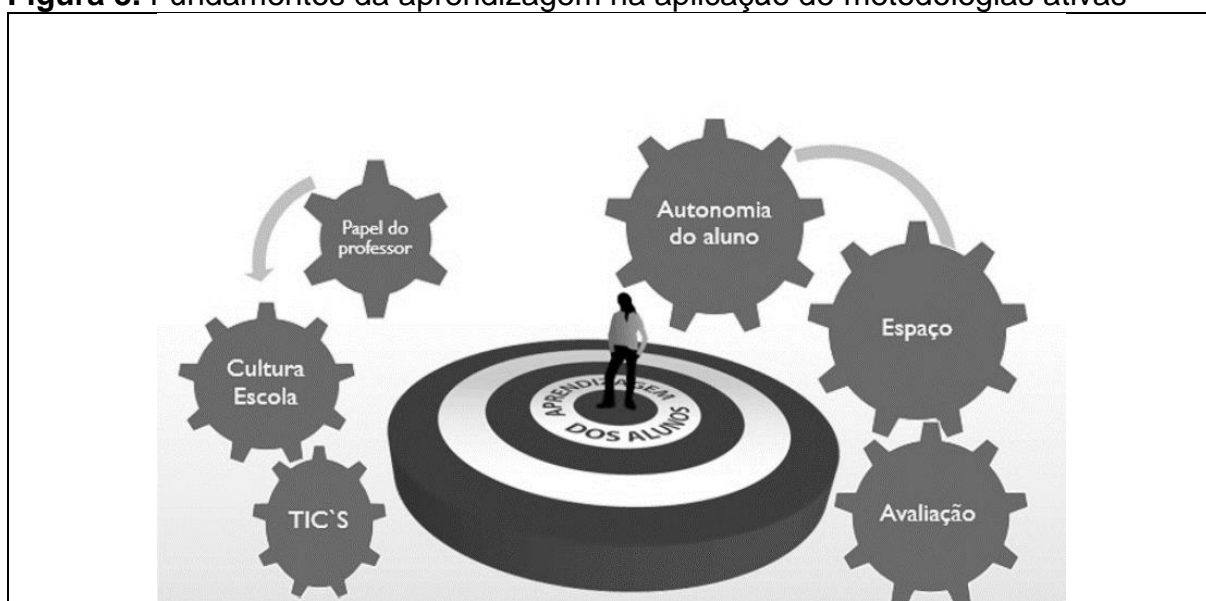 Figura 3. Fundamentos da aprendizagem na aplicação de metodologias ativas
Papel do
professor
Autonomia
do aluno
Cultura
Escola
Espaço
APRENDIZAGEM
DOS ALUNOS
TIC`S
Avaliação